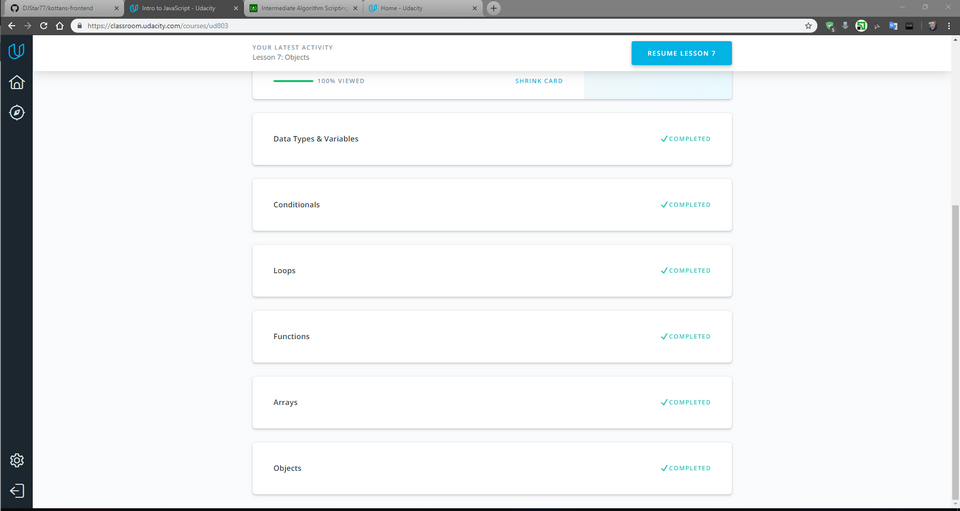 DJStar77/kottans-frontend
Intro to JavaScript - Udacity
Intermediate Algorithm Scripting
Home - Udacity
https://classroom.udacity.com/courses/ud803
YOUR LATEST ACTIVITY
Lesson 7: Objects
RESUME LESSON 7
100% VIEWED
SHRINK CARD
Data Types & Variables
COMPLETED
Conditionals
COMPLETED
Loops
COMPLETED
Functions
COMPLETED
Arrays
COMPLETED
Objects
COMPLETED